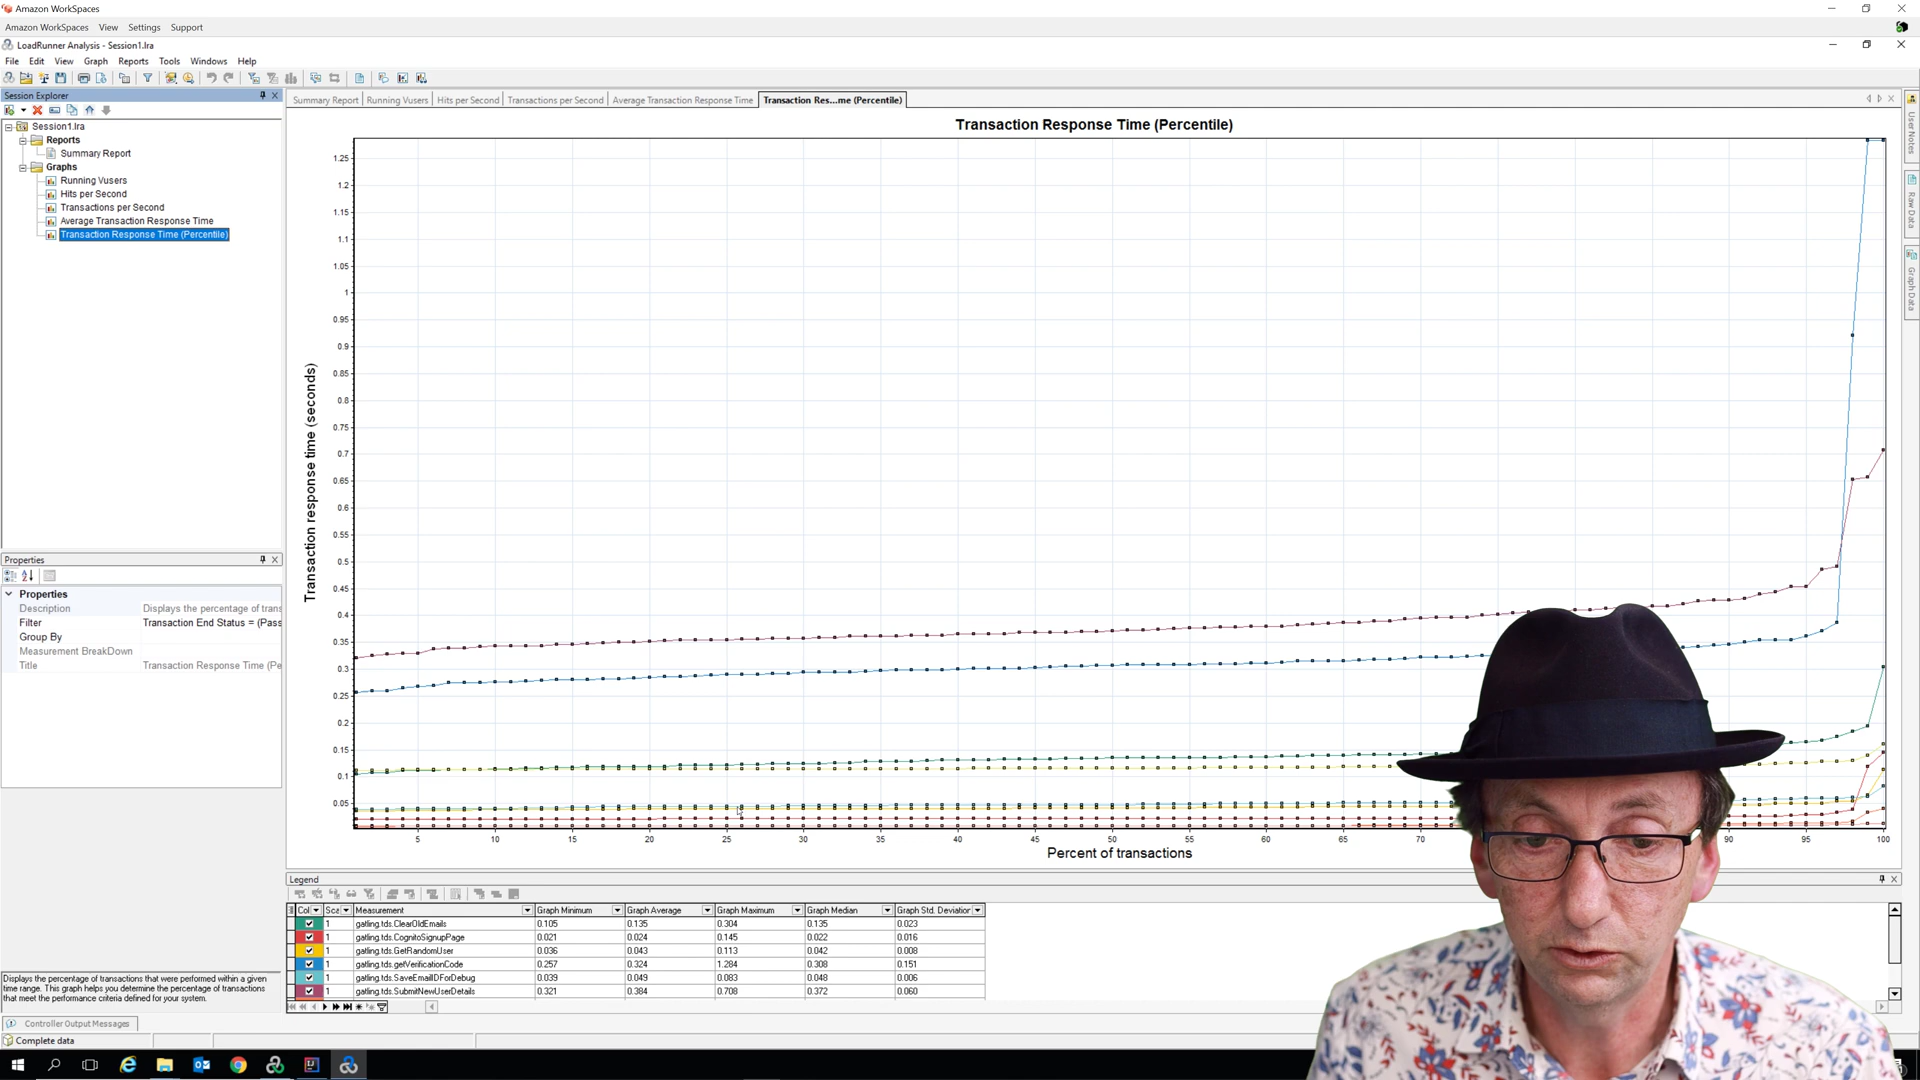 Amazon WorkSpaces
Amazon WorkSpaces View Settings Support
LoadRunner Analysis - Session1.lra
File Edit View Graph Reports Tools Windows Help
Session Explorer
Session1.lra
Reports
Summary Report
Graphs
Running Vusers
Hits per Second
Transactions per Second
Average Transaction Response Time
Transaction Response Time (Percentile)
Properties
Properties
Description Displays the percentage of trans
Filter Transaction End Status = (Pass
Group By
Measurement BreakDown
Title Transaction Response Time (Pe
Displays the percentage of transactions that were performed within a given
time range. This graph helps you determine the percentage of transactions
that meet the performance criteria defined for your system.
Controller Output Messages
Complete data
Summary Report Running Vusers Hits per Second Transactions per Second Average Transaction Response Time Transaction Res...me (Percentile)
Transaction Response Time (Percentile)
Transaction response time (seconds)
1.25
1.2
1.15
1.1
1.05
1
0.95
0.9
0.85
0.8
0.75
0.7
0.65
0.6
0.55
0.5
0.45
0.4
0.35
0.3
0.25
0.2
0.15
0.1
0.05
5 10 15 20 25 30 35 40 45 50 55 60 65 70 90 95 100
Percent of transactions
User Notes
Raw Data
Graph Data
Legend
Col Sca Measurement Graph Minimum Graph Average Graph Maximum Graph Median Graph Std. Deviation
1 gatling.tds.ClearOldEmails 0.105 0.135 0.304 0.135 0.023
1 gatling.tds.CognitoSignupPage 0.021 0.024 0.145 0.022 0.016
1 gatling.tds.GetRandomUser 0.036 0.043 0.113 0.042 0.008
1 gatling.tds.getVerificationCode 0.257 0.324 1.284 0.308 0.151
1 gatling.tds.SaveEmailIDForDebug 0.039 0.049 0.083 0.048 0.006
1 gatling.tds.SubmitNewUserDetails 0.321 0.384 0.708 0.372 0.060